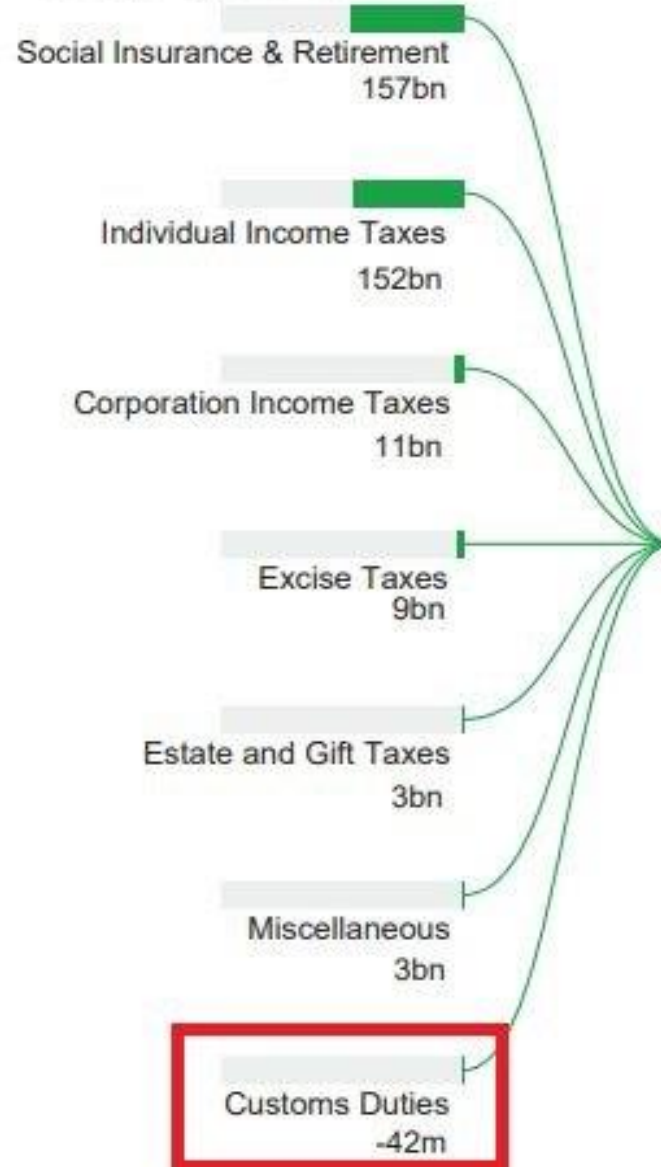 Social Insurance & Retirement
157bn
Individual Income Taxes
152bn
Corporation Income Taxes
11bn
Excise Taxes
9bn
Estate and Gift Taxes
3bn
Miscellaneous
3bn
Customs Duties
-42m